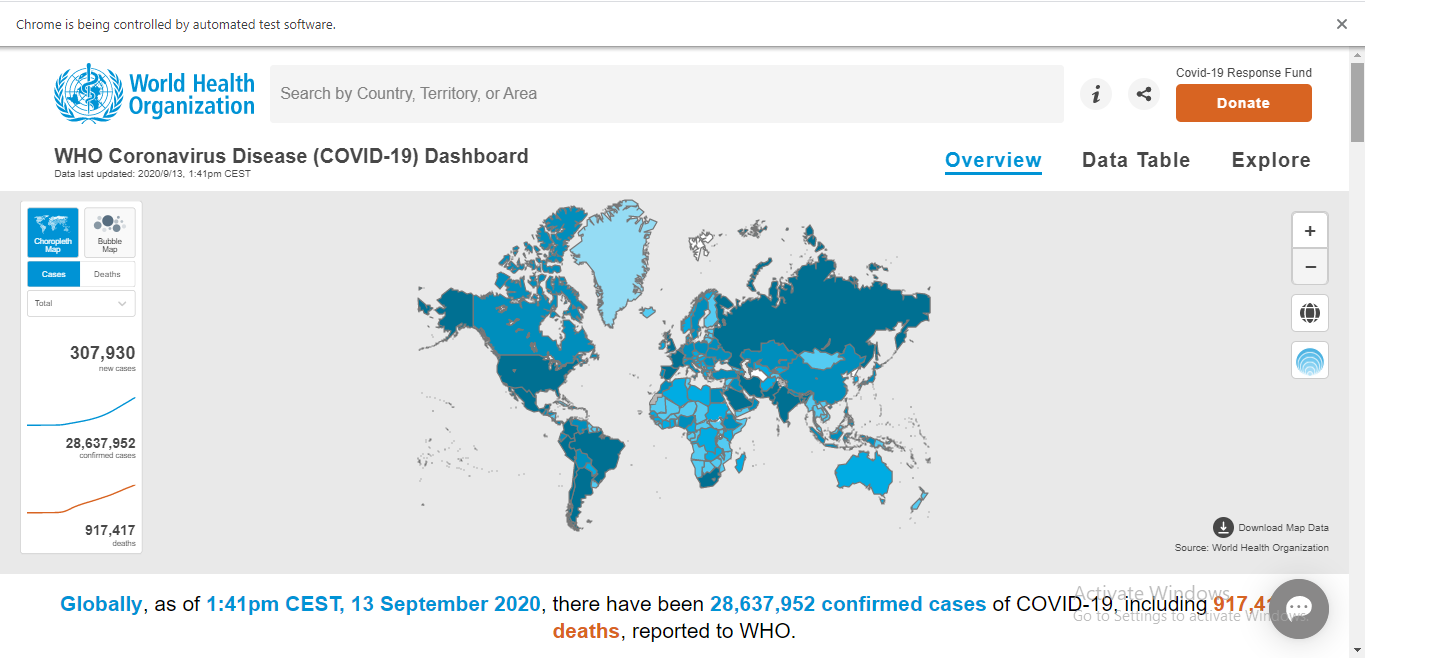 Chrome is being controlled by automated test software.
World Health
Organization
Search by Country, Territory, or Area
i
Covid-19 Response Fund
Donate
WHO Coronavirus Disease (COVID-19) Dashboard
Data last updated: 2020/9/13, 1:41pm CEST
Overview
Data Table
Explore
Choropleth
Map
Bubble
Map
Cases
Deaths
Total
307,930
new cases
28,637,952
confirmed cases
917,417
deaths
+
−
Download Map Data
Source: World Health Organization
Globally, as of 1:41pm CEST, 13 September 2020, there have been 28,637,952 confirmed cases of COVID-19, including 917,41
deaths, reported to WHO.
Activate Windows
Go to Settings to activate Windows.